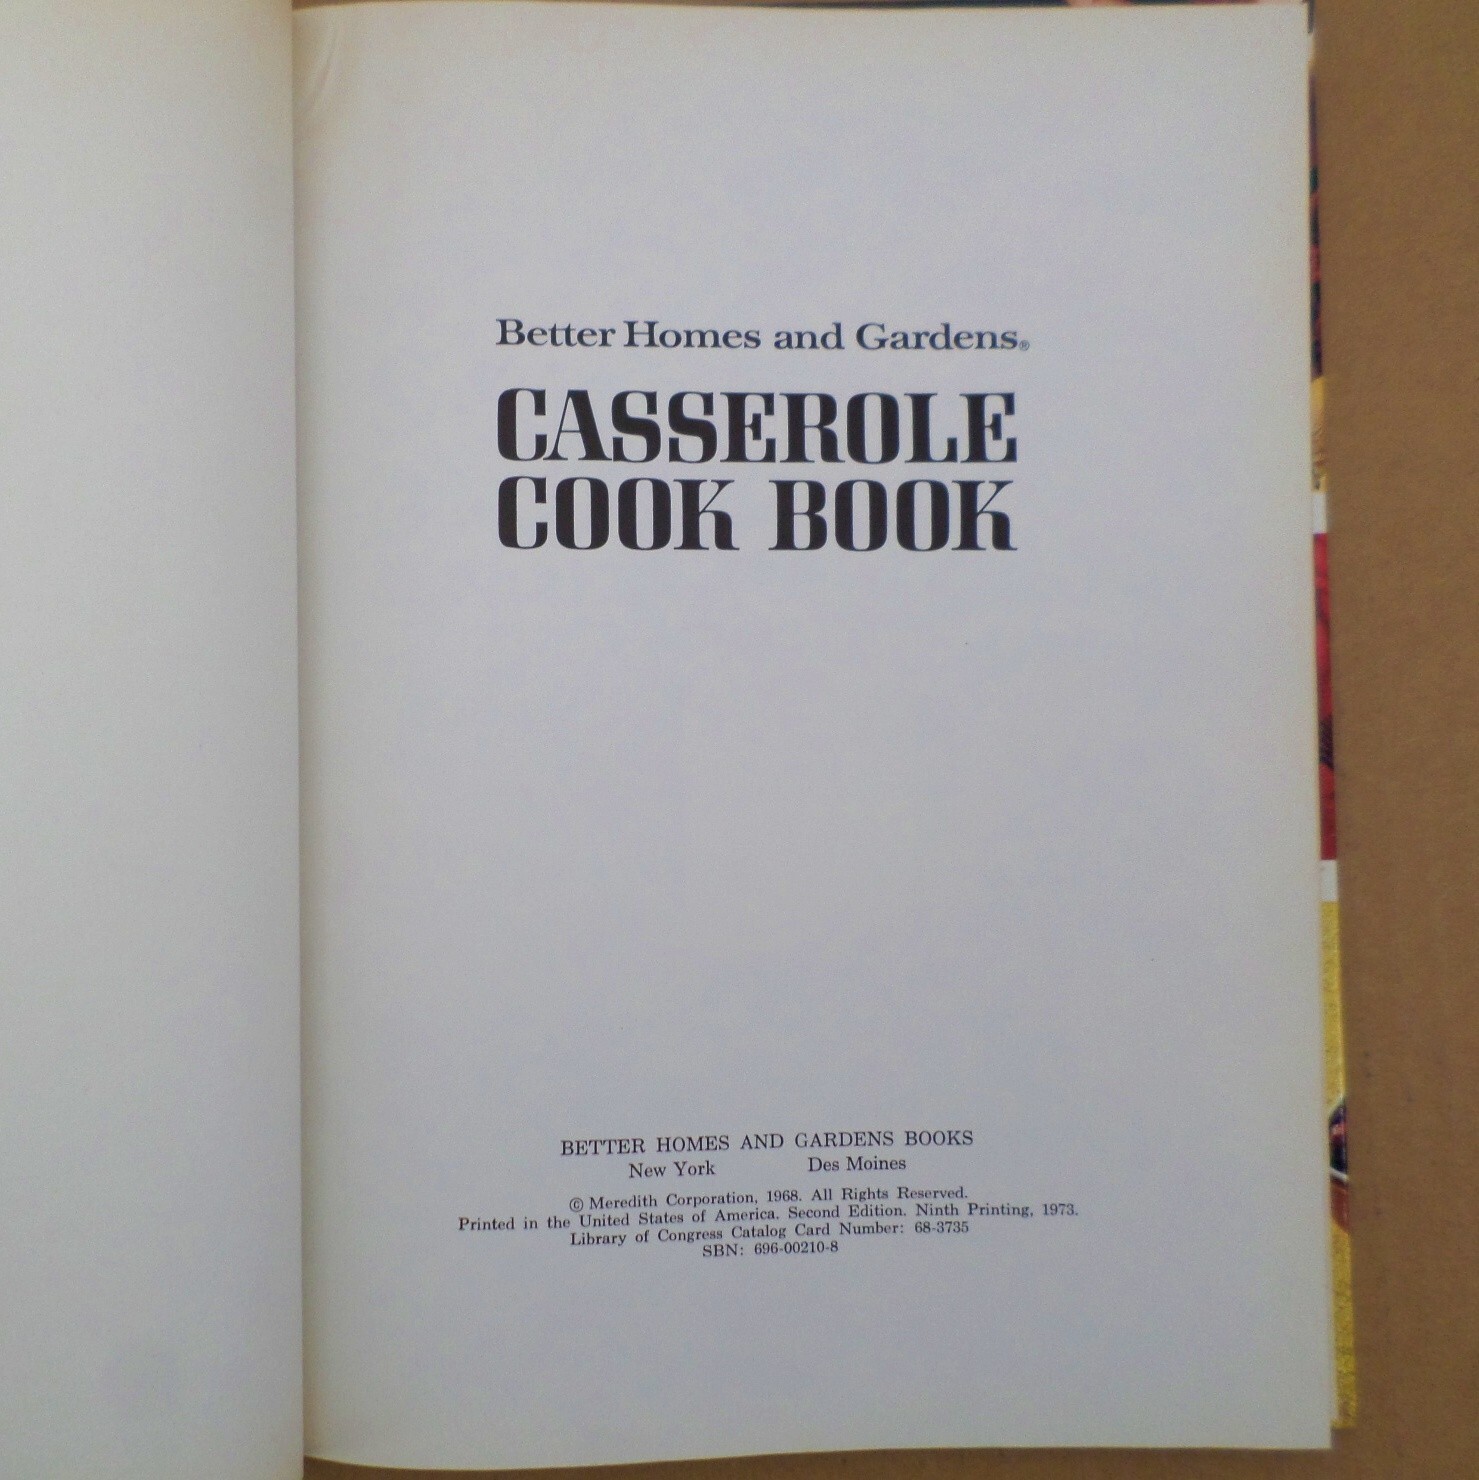 Better Homes and Gardens®
CASSEROLE
COOK BOOK
BETTER HOMES AND GARDENS BOOKS
New York Des Moines
© Meredith Corporation, 1968. All Rights Reserved.
Printed in the United States of America. Second Edition. Ninth Printing, 1973.
Library of Congress Catalog Card Number: 68-3735
SBN: 696-00210-8